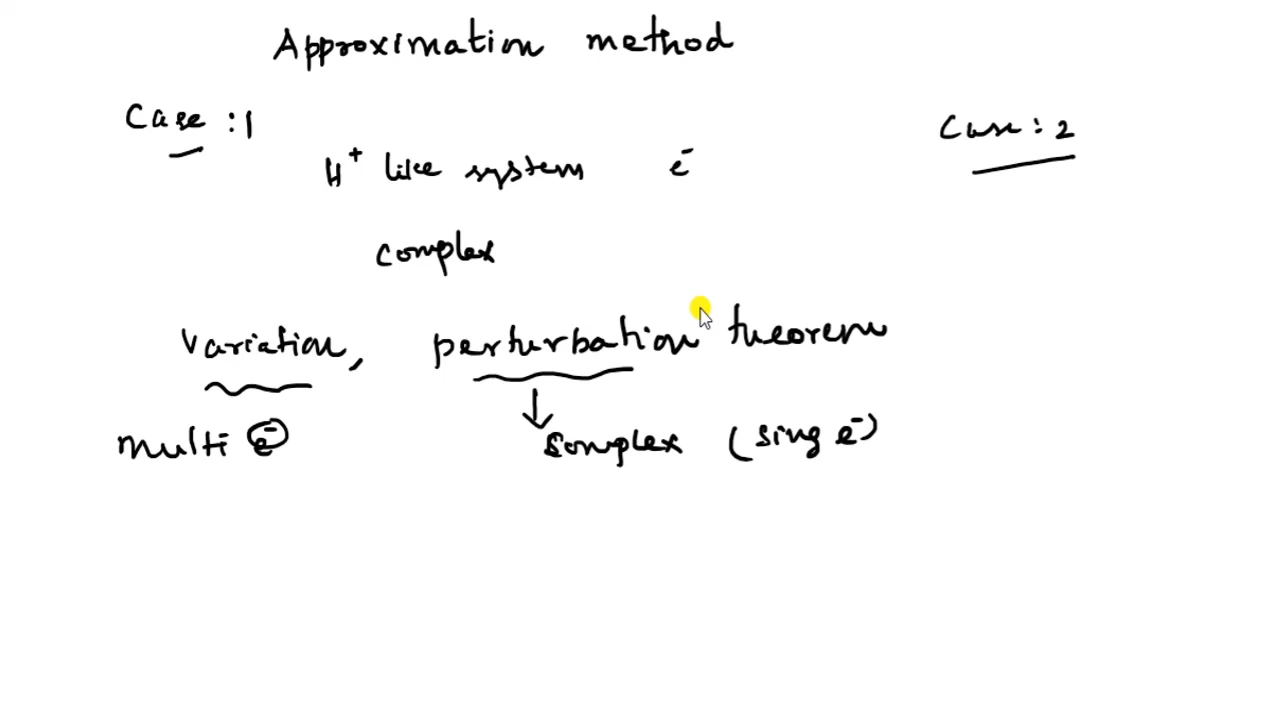 Approximation method
Case : 1
Case : 2
H⁺ like system e⁻
complex
variation, perturbation theorem
multi e⁻
complex (sing e⁻)